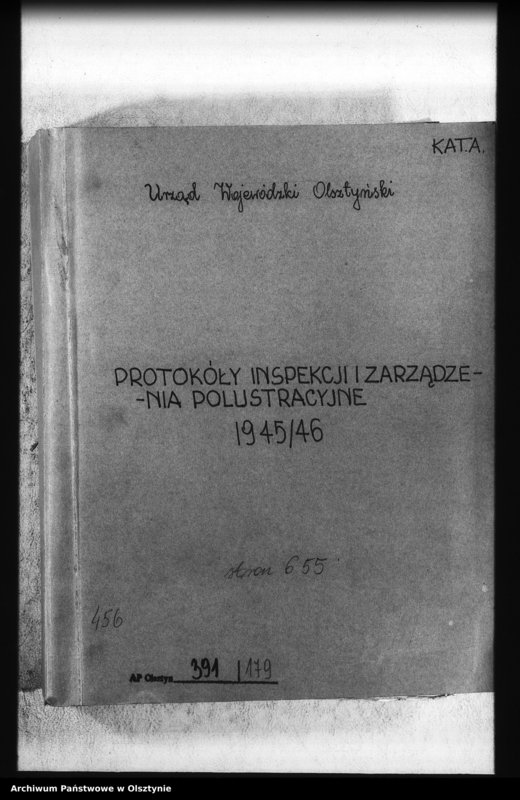 KAT.A.
Urząd Wojewódzki Olsztyński
PROTOKÓŁY INSPEKCJI I ZARZĄDZE-
-NIA POLUSTRACYJNE
1945/46
stron 655
456
AP Olsztyn 391 / 179
Archiwum Państwowe w Olsztynie